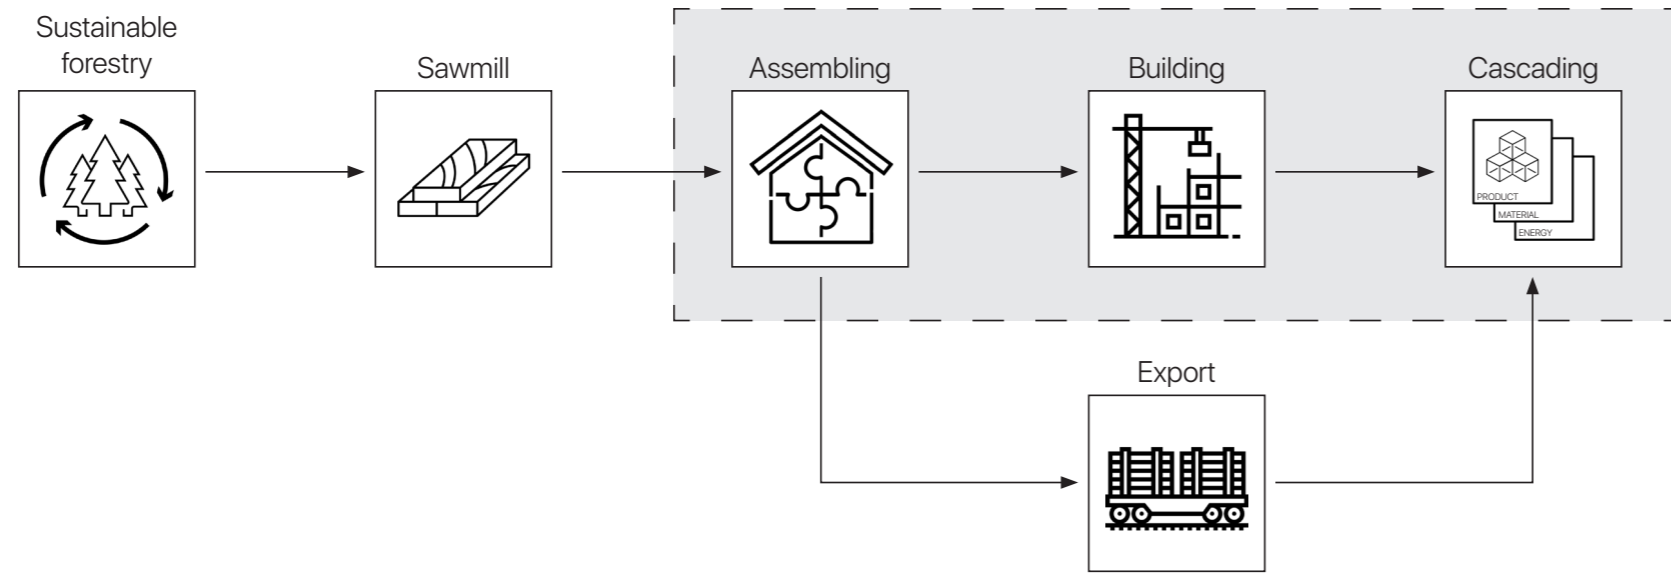 Sustainable
forestry
Sawmill
Assembling
Building
Cascading
PRODUCT
MATERIAL
ENERGY
Export